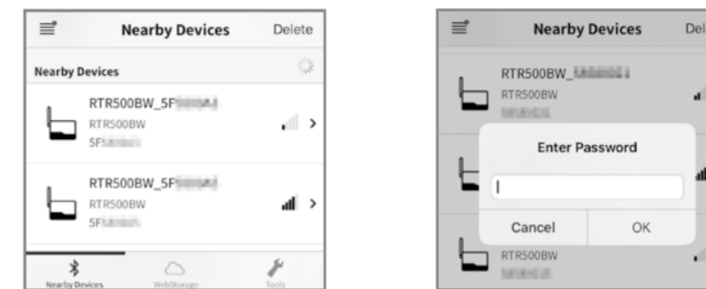 Nearby Devices Delete
Nearby Devices
RTR500BW_5F
RTR500BW
5F
RTR500BW_5F
RTR500BW
5F
Nearby Devices WebStorage Tools
Nearby Devices Del
RTR500BW_
RTR500BW
Enter Password
Cancel OK
RTR500BW